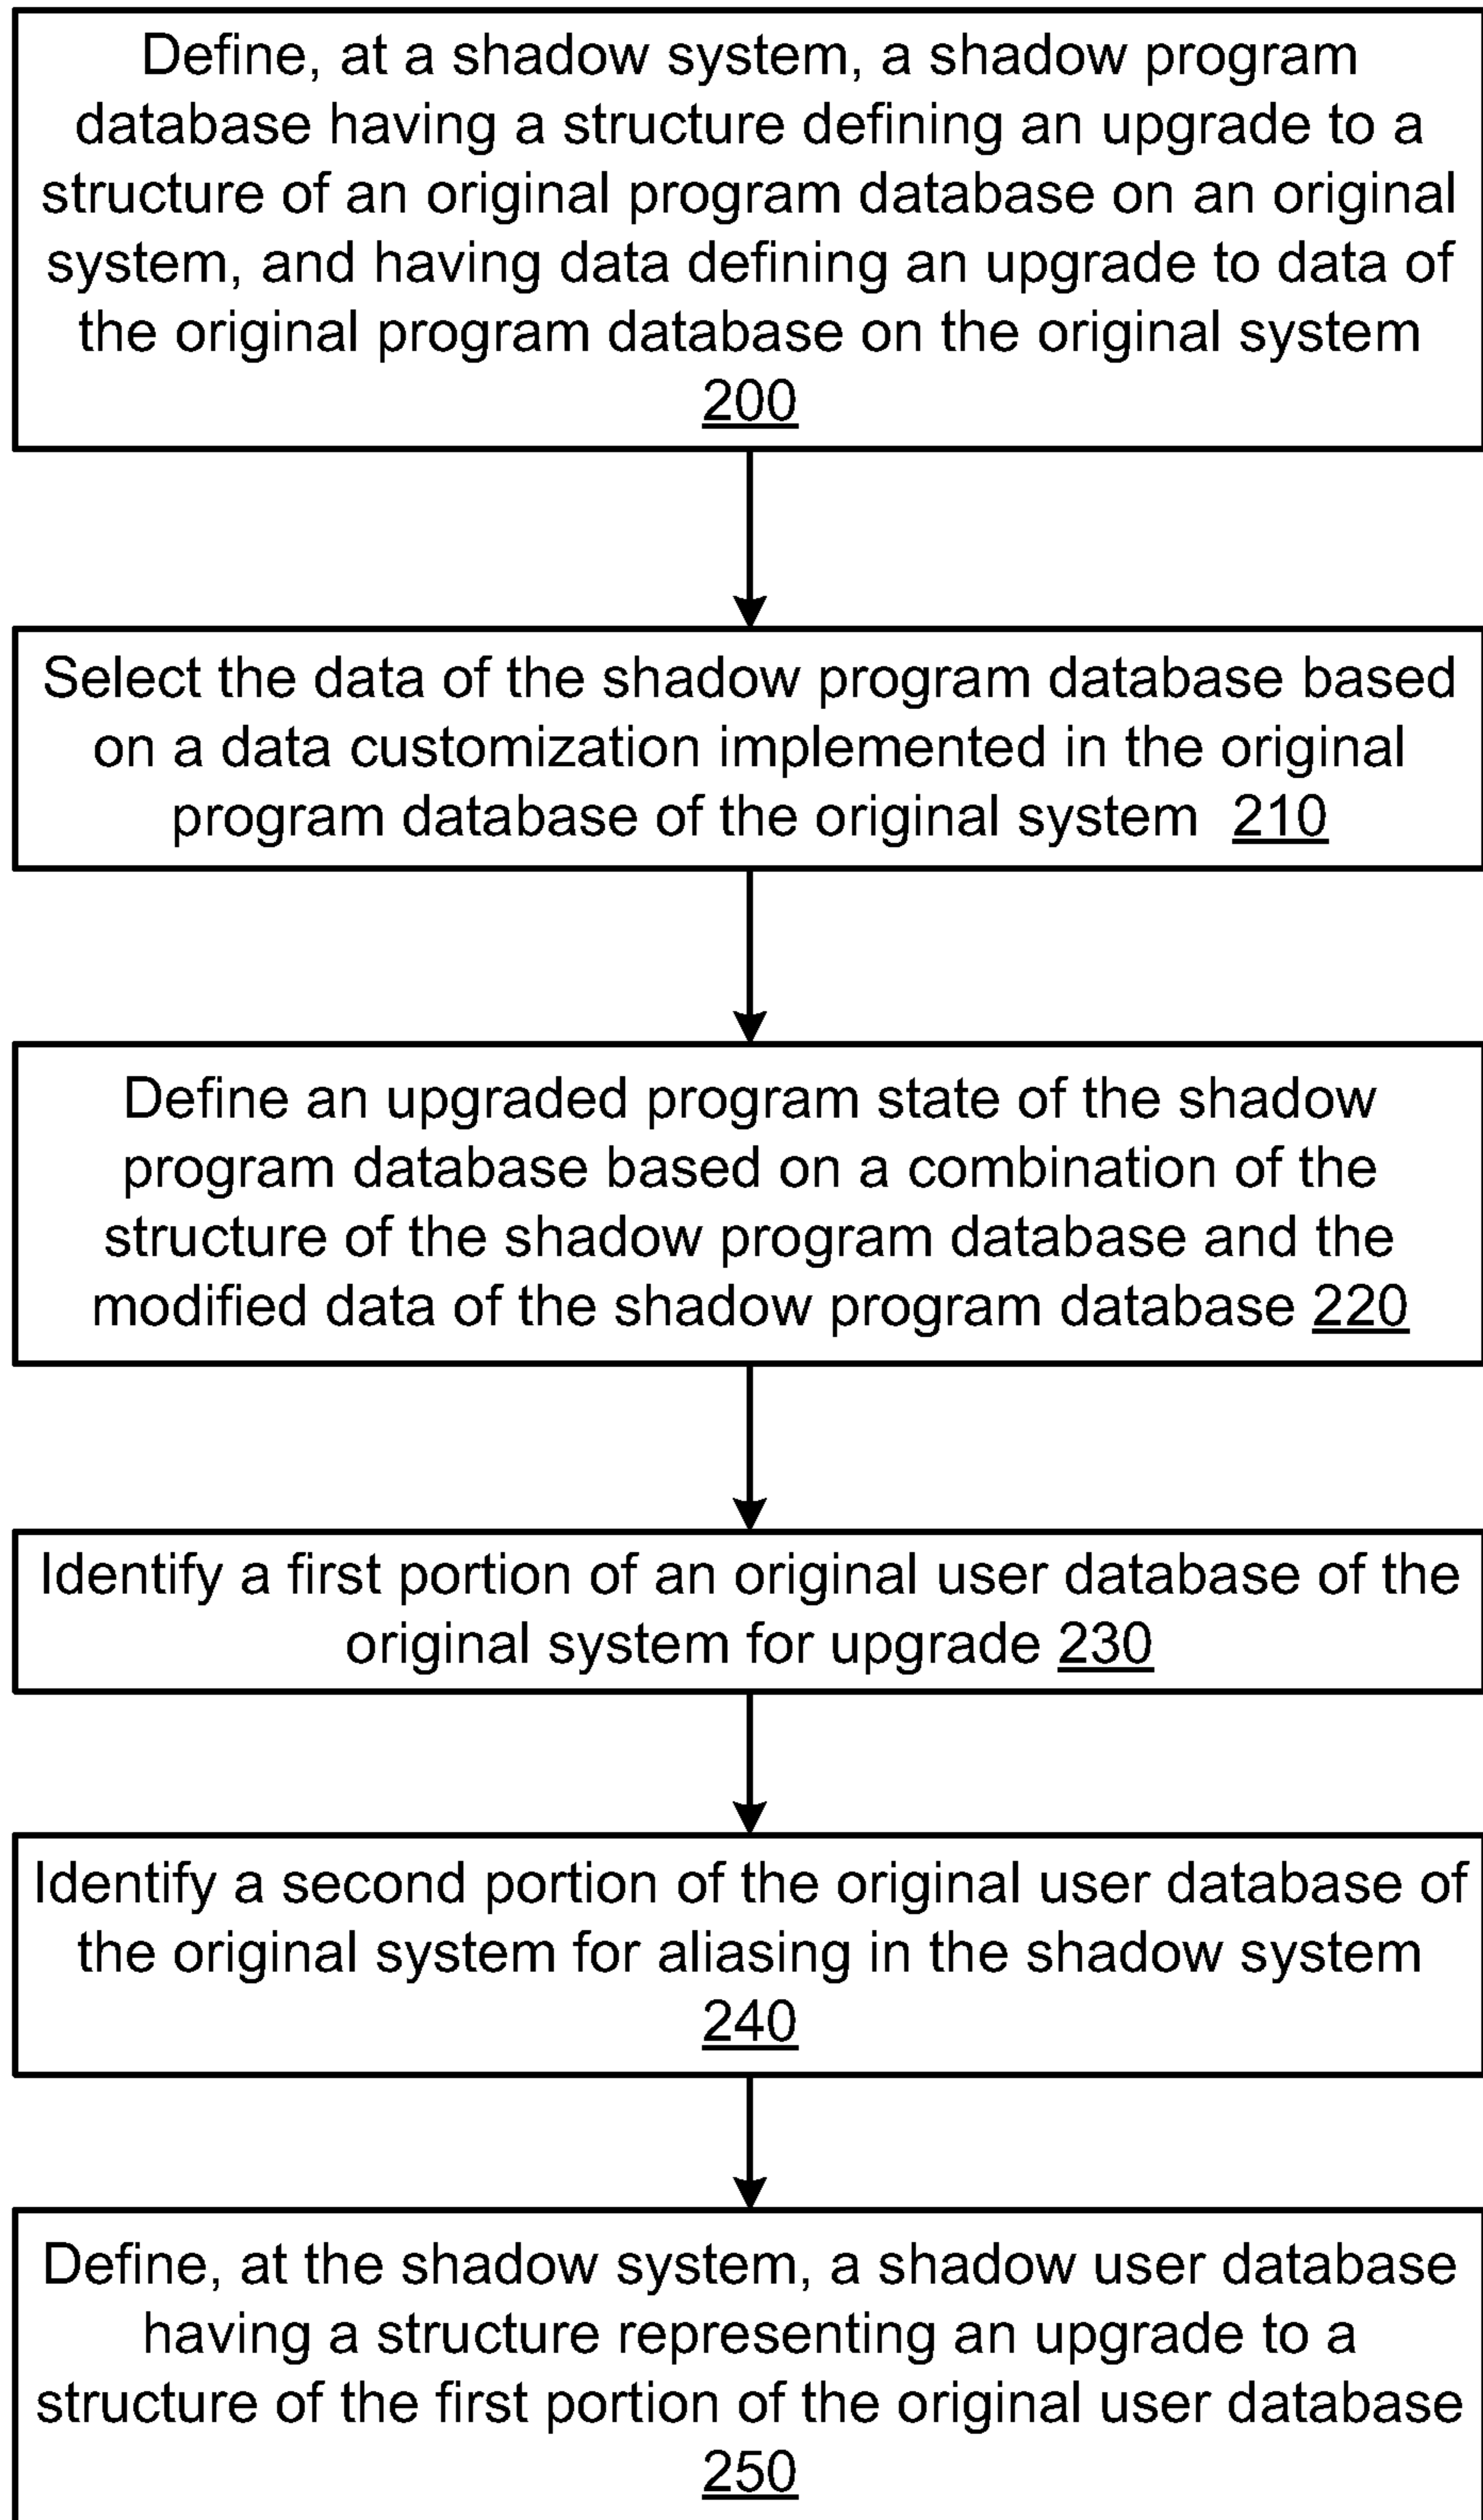 Define, at a shadow system, a shadow program
database having a structure defining an upgrade to a
structure of an original program database on an original
system, and having data defining an upgrade to data of
the original program database on the original system
200
Select the data of the shadow program database based
on a data customization implemented in the original
program database of the original system 210
Define an upgraded program state of the shadow
program database based on a combination of the
structure of the shadow program database and the
modified data of the shadow program database 220
Identify a first portion of an original user database of the
original system for upgrade 230
Identify a second portion of the original user database of
the original system for aliasing in the shadow system
240
Define, at the shadow system, a shadow user database
having a structure representing an upgrade to a
structure of the first portion of the original user database
250